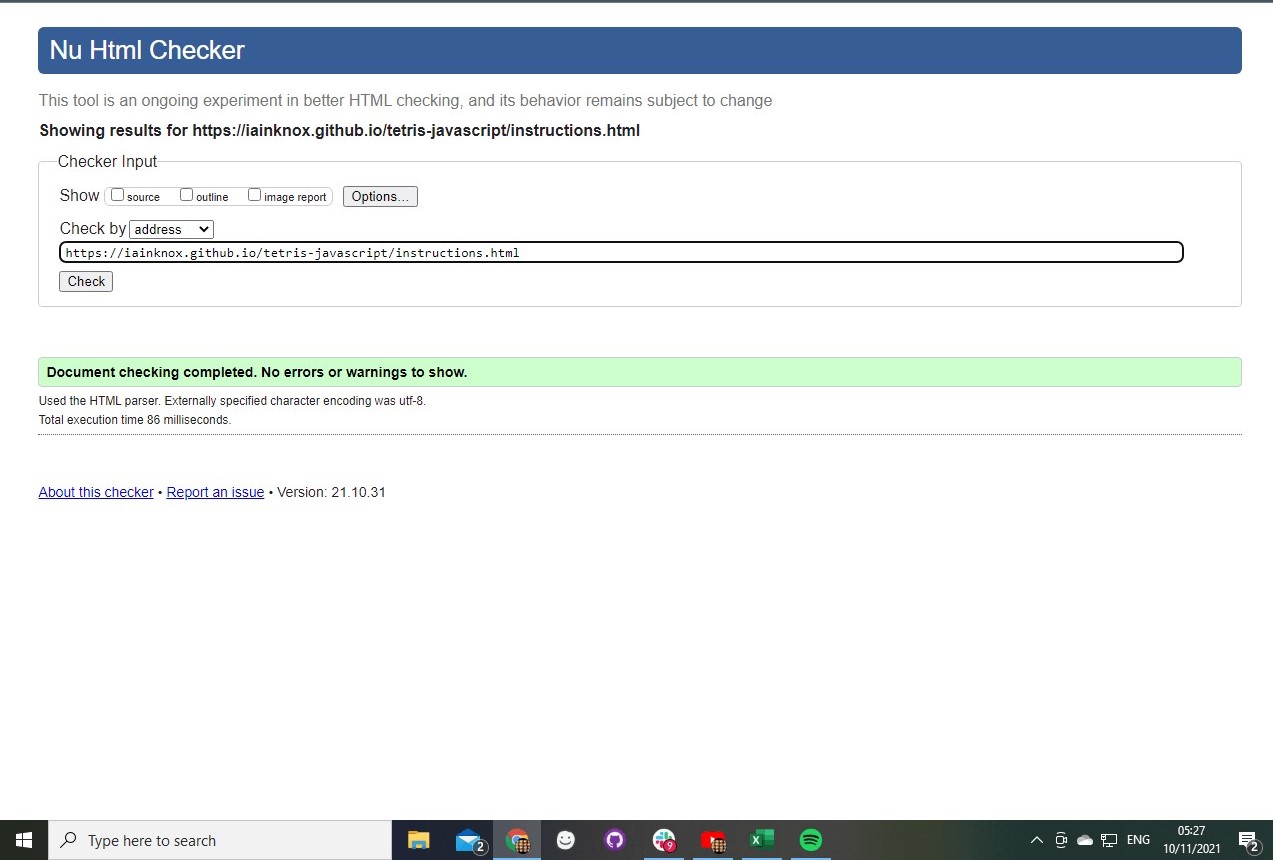 Nu Html Checker
This tool is an ongoing experiment in better HTML checking, and its behavior remains subject to change
Showing results for https://iainknox.github.io/tetris-javascript/instructions.html
Checker Input
Show source outline image report Options...
Check by address
https://iainknox.github.io/tetris-javascript/instructions.html
Check
Document checking completed. No errors or warnings to show.
Used the HTML parser. Externally specified character encoding was utf-8.
Total execution time 86 milliseconds.
About this checker • Report an issue • Version: 21.10.31
Type here to search 2 9 X ENG 05:27 2
10/11/2021